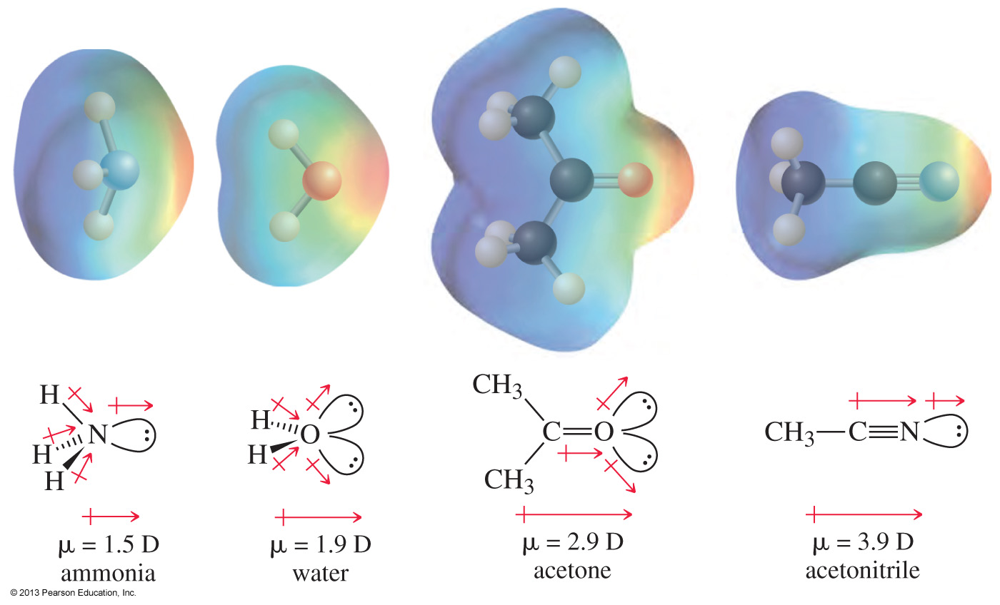 H
H
H
N
:
H
H
O
:
:
CH₃
CH₃
C=O
:
:
CH₃—C≡N
:
μ = 1.5 D
ammonia
μ = 1.9 D
water
μ = 2.9 D
acetone
μ = 3.9 D
acetonitrile
© 2013 Pearson Education, Inc.